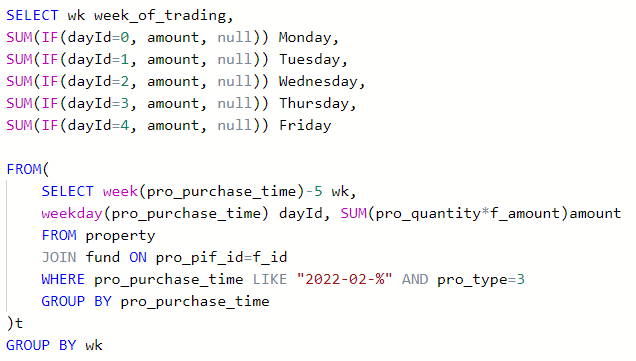 SELECT wk week_of_trading,
SUM(IF(dayId=0, amount, null)) Monday,
SUM(IF(dayId=1, amount, null)) Tuesday,
SUM(IF(dayId=2, amount, null)) Wednesday,
SUM(IF(dayId=3, amount, null)) Thursday,
SUM(IF(dayId=4, amount, null)) Friday

FROM(
    SELECT week(pro_purchase_time)-5 wk,
    weekday(pro_purchase_time) dayId, SUM(pro_quantity*f_amount)amount
    FROM property
    JOIN fund ON pro_pif_id=f_id
    WHERE pro_purchase_time LIKE "2022-02-%" AND pro_type=3
    GROUP BY pro_purchase_time
)t
GROUP BY wk